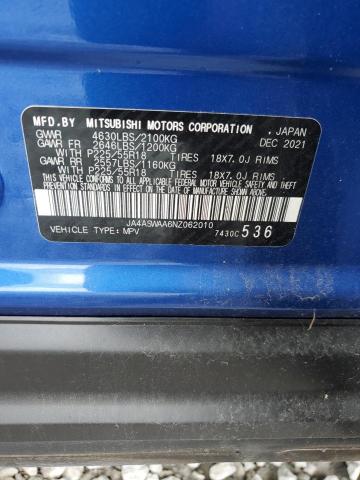 MFD.BY MITSUBISHI MOTORS CORPORATION, JAPAN
GVWR 4630LBS/2100KG DEC 2021
GAWR FR 2646LBS/1200KG
WITH P225/55R18 TIRES 18X7.0J RIMS
GAWR RR 2557LBS/1160KG
WITH P225/55R18 TIRES 18X7.0J RIMS
THIS VEHICLE CONFORMS TO ALL APPLICABLE FEDERAL
MOTOR VEHICLE SAFETY AND THEFT PREVENTION STANDARDS
IN EFFECT ON THE DATE OF MANUFACTURE SHOWN ABOVE.
JA4ASWAA6NZ062010
VEHICLE TYPE: MPV 7430C 536